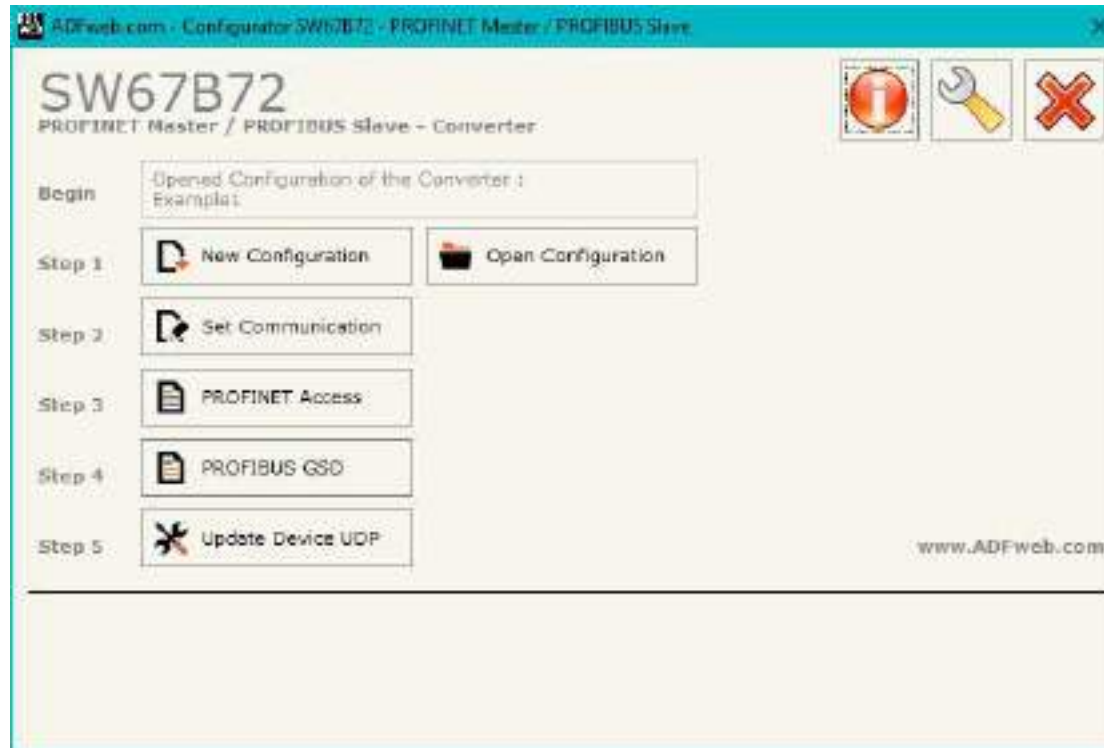 ADFweb.com - Configurator SW67B72 - PROFINET Master / PROFIBUS Slave
SW67B72
PROFINET Master / PROFIBUS Slave - Converter
Begin
Opened Configuration of the Converter :
Example1
Step 1
New Configuration
Open Configuration
Step 2
Set Communication
Step 3
PROFINET Access
Step 4
PROFIBUS GSD
Step 5
Update Device UDP
www.ADFweb.com